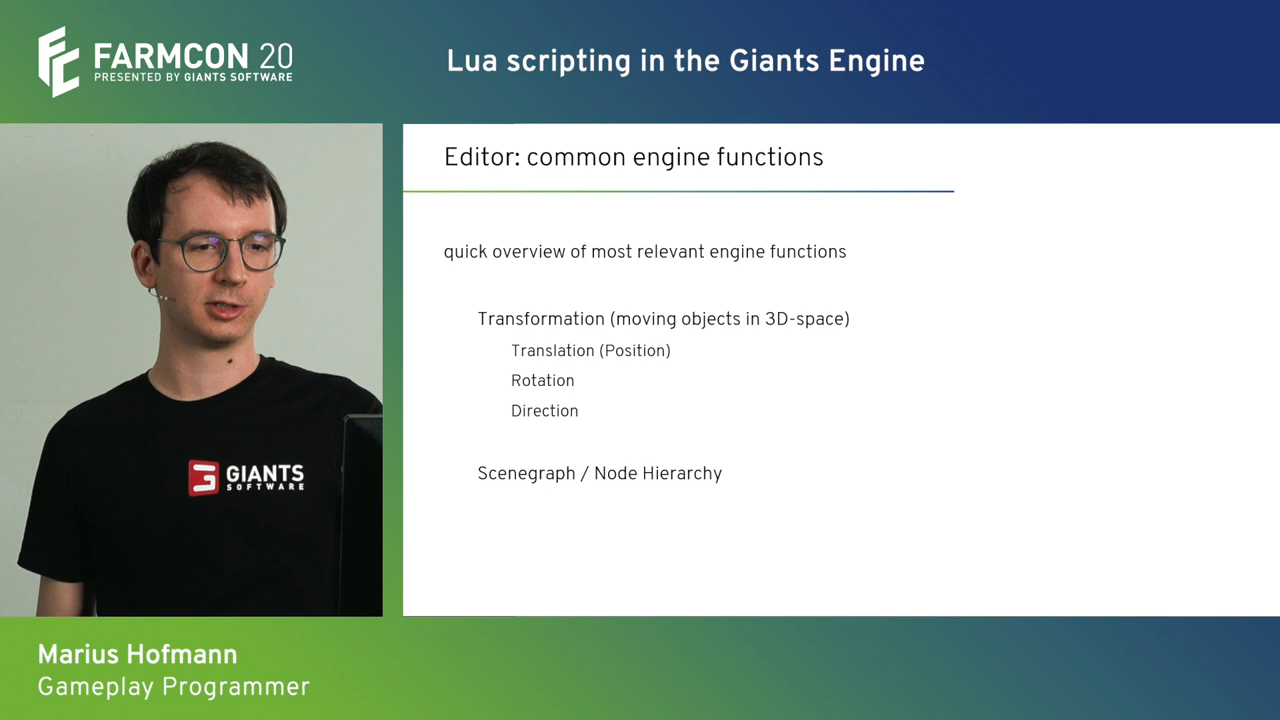 FARMCON 20
PRESENTED BY GIANTS SOFTWARE
Lua scripting in the Giants Engine
Editor: common engine functions
quick overview of most relevant engine functions
Transformation (moving objects in 3D-space)
Translation (Position)
Rotation
Direction
Scenegraph / Node Hierarchy
GIANTS
SOFTWARE
Marius Hofmann
Gameplay Programmer